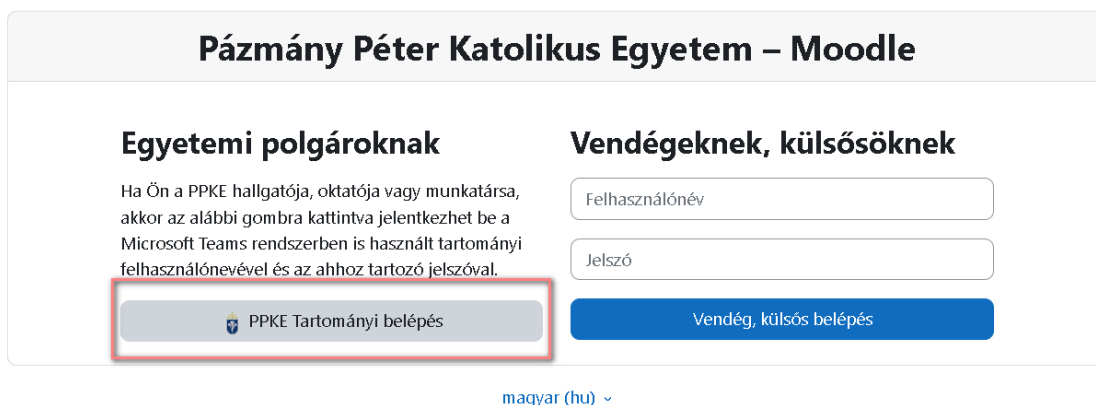 Pázmány Péter Katolikus Egyetem – Moodle
Egyetemi polgároknak
Ha Ön a PPKE hallgatója, oktatója vagy munkatársa,
akkor az alábbi gombra kattintva jelentkezhet be a
Microsoft Teams rendszerben is használt tartományi
felhasználónevével és az ahhoz tartozó jelszóval.
PPKE Tartományi belépés
Vendégeknek, külsősöknek
Felhasználónév
Jelszó
Vendég, külsős belépés
magyar (hu)